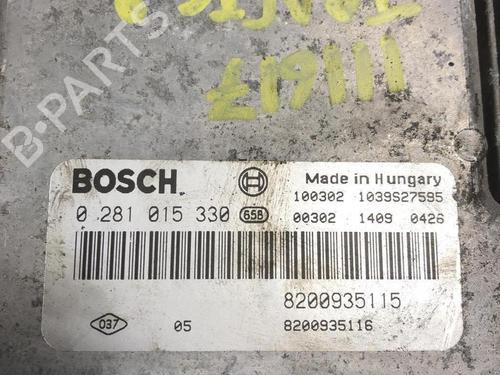 111617
B-PARTS
BOSCH
Made in Hungary
100302 1039S27595
0 281 015 330 658
00302 1409 0426
8200935115
037 05 8200935116